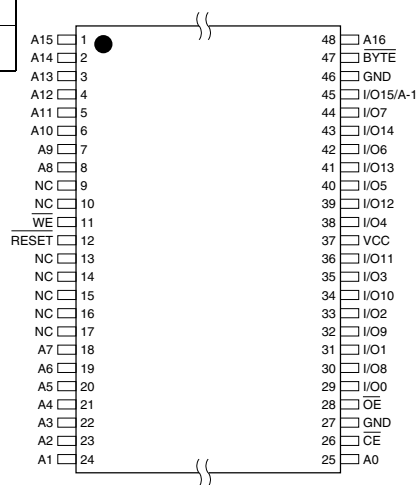 A15 1 48 A16
A14 2 47 BYTE
A13 3 46 GND
A12 4 45 I/O15/A-1
A11 5 44 I/O7
A10 6 43 I/O14
A9 7 42 I/O6
A8 8 41 I/O13
NC 9 40 I/O5
NC 10 39 I/O12
WE 11 38 I/O4
RESET 12 37 VCC
NC 13 36 I/O11
NC 14 35 I/O3
NC 15 34 I/O10
NC 16 33 I/O2
NC 17 32 I/O9
A7 18 31 I/O1
A6 19 30 I/O8
A5 20 29 I/O0
A4 21 28 OE
A3 22 27 GND
A2 23 26 CE
A1 24 25 A0